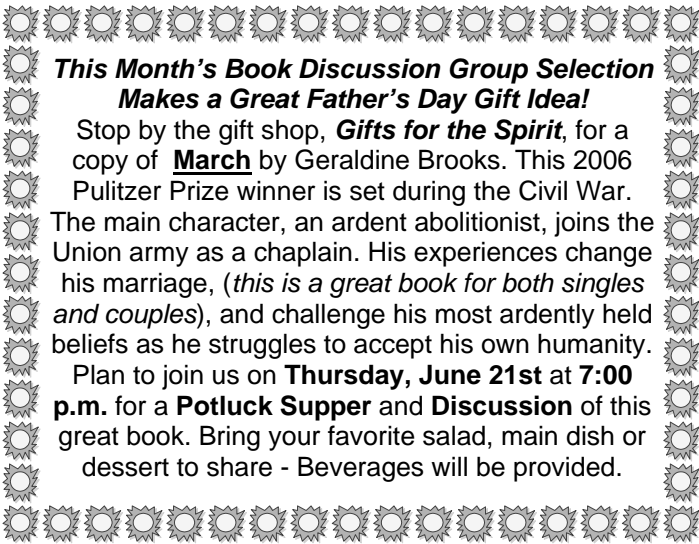 This Month's Book Discussion Group Selection
Makes a Great Father's Day Gift Idea!
Stop by the gift shop, Gifts for the Spirit, for a
copy of March by Geraldine Brooks. This 2006
Pulitzer Prize winner is set during the Civil War.
The main character, an ardent abolitionist, joins the
Union army as a chaplain. His experiences change
his marriage, (this is a great book for both singles
and couples), and challenge his most ardently held
beliefs as he struggles to accept his own humanity.
Plan to join us on Thursday, June 21st at 7:00
p.m. for a Potluck Supper and Discussion of this
great book. Bring your favorite salad, main dish or
dessert to share - Beverages will be provided.